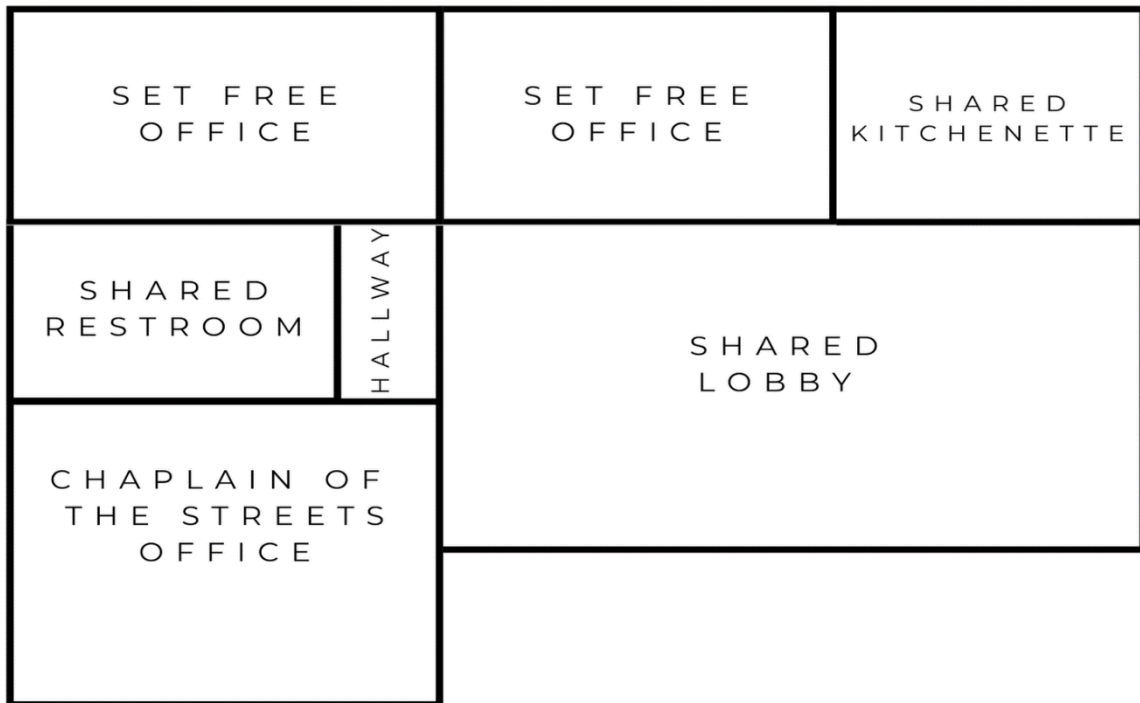 SET FREE
OFFICE
SET FREE
OFFICE
SHARED
KITCHENETTE
SHARED
RESTROOM
HALLWAY
SHARED
LOBBY
CHAPLAIN OF
THE STREETS
OFFICE